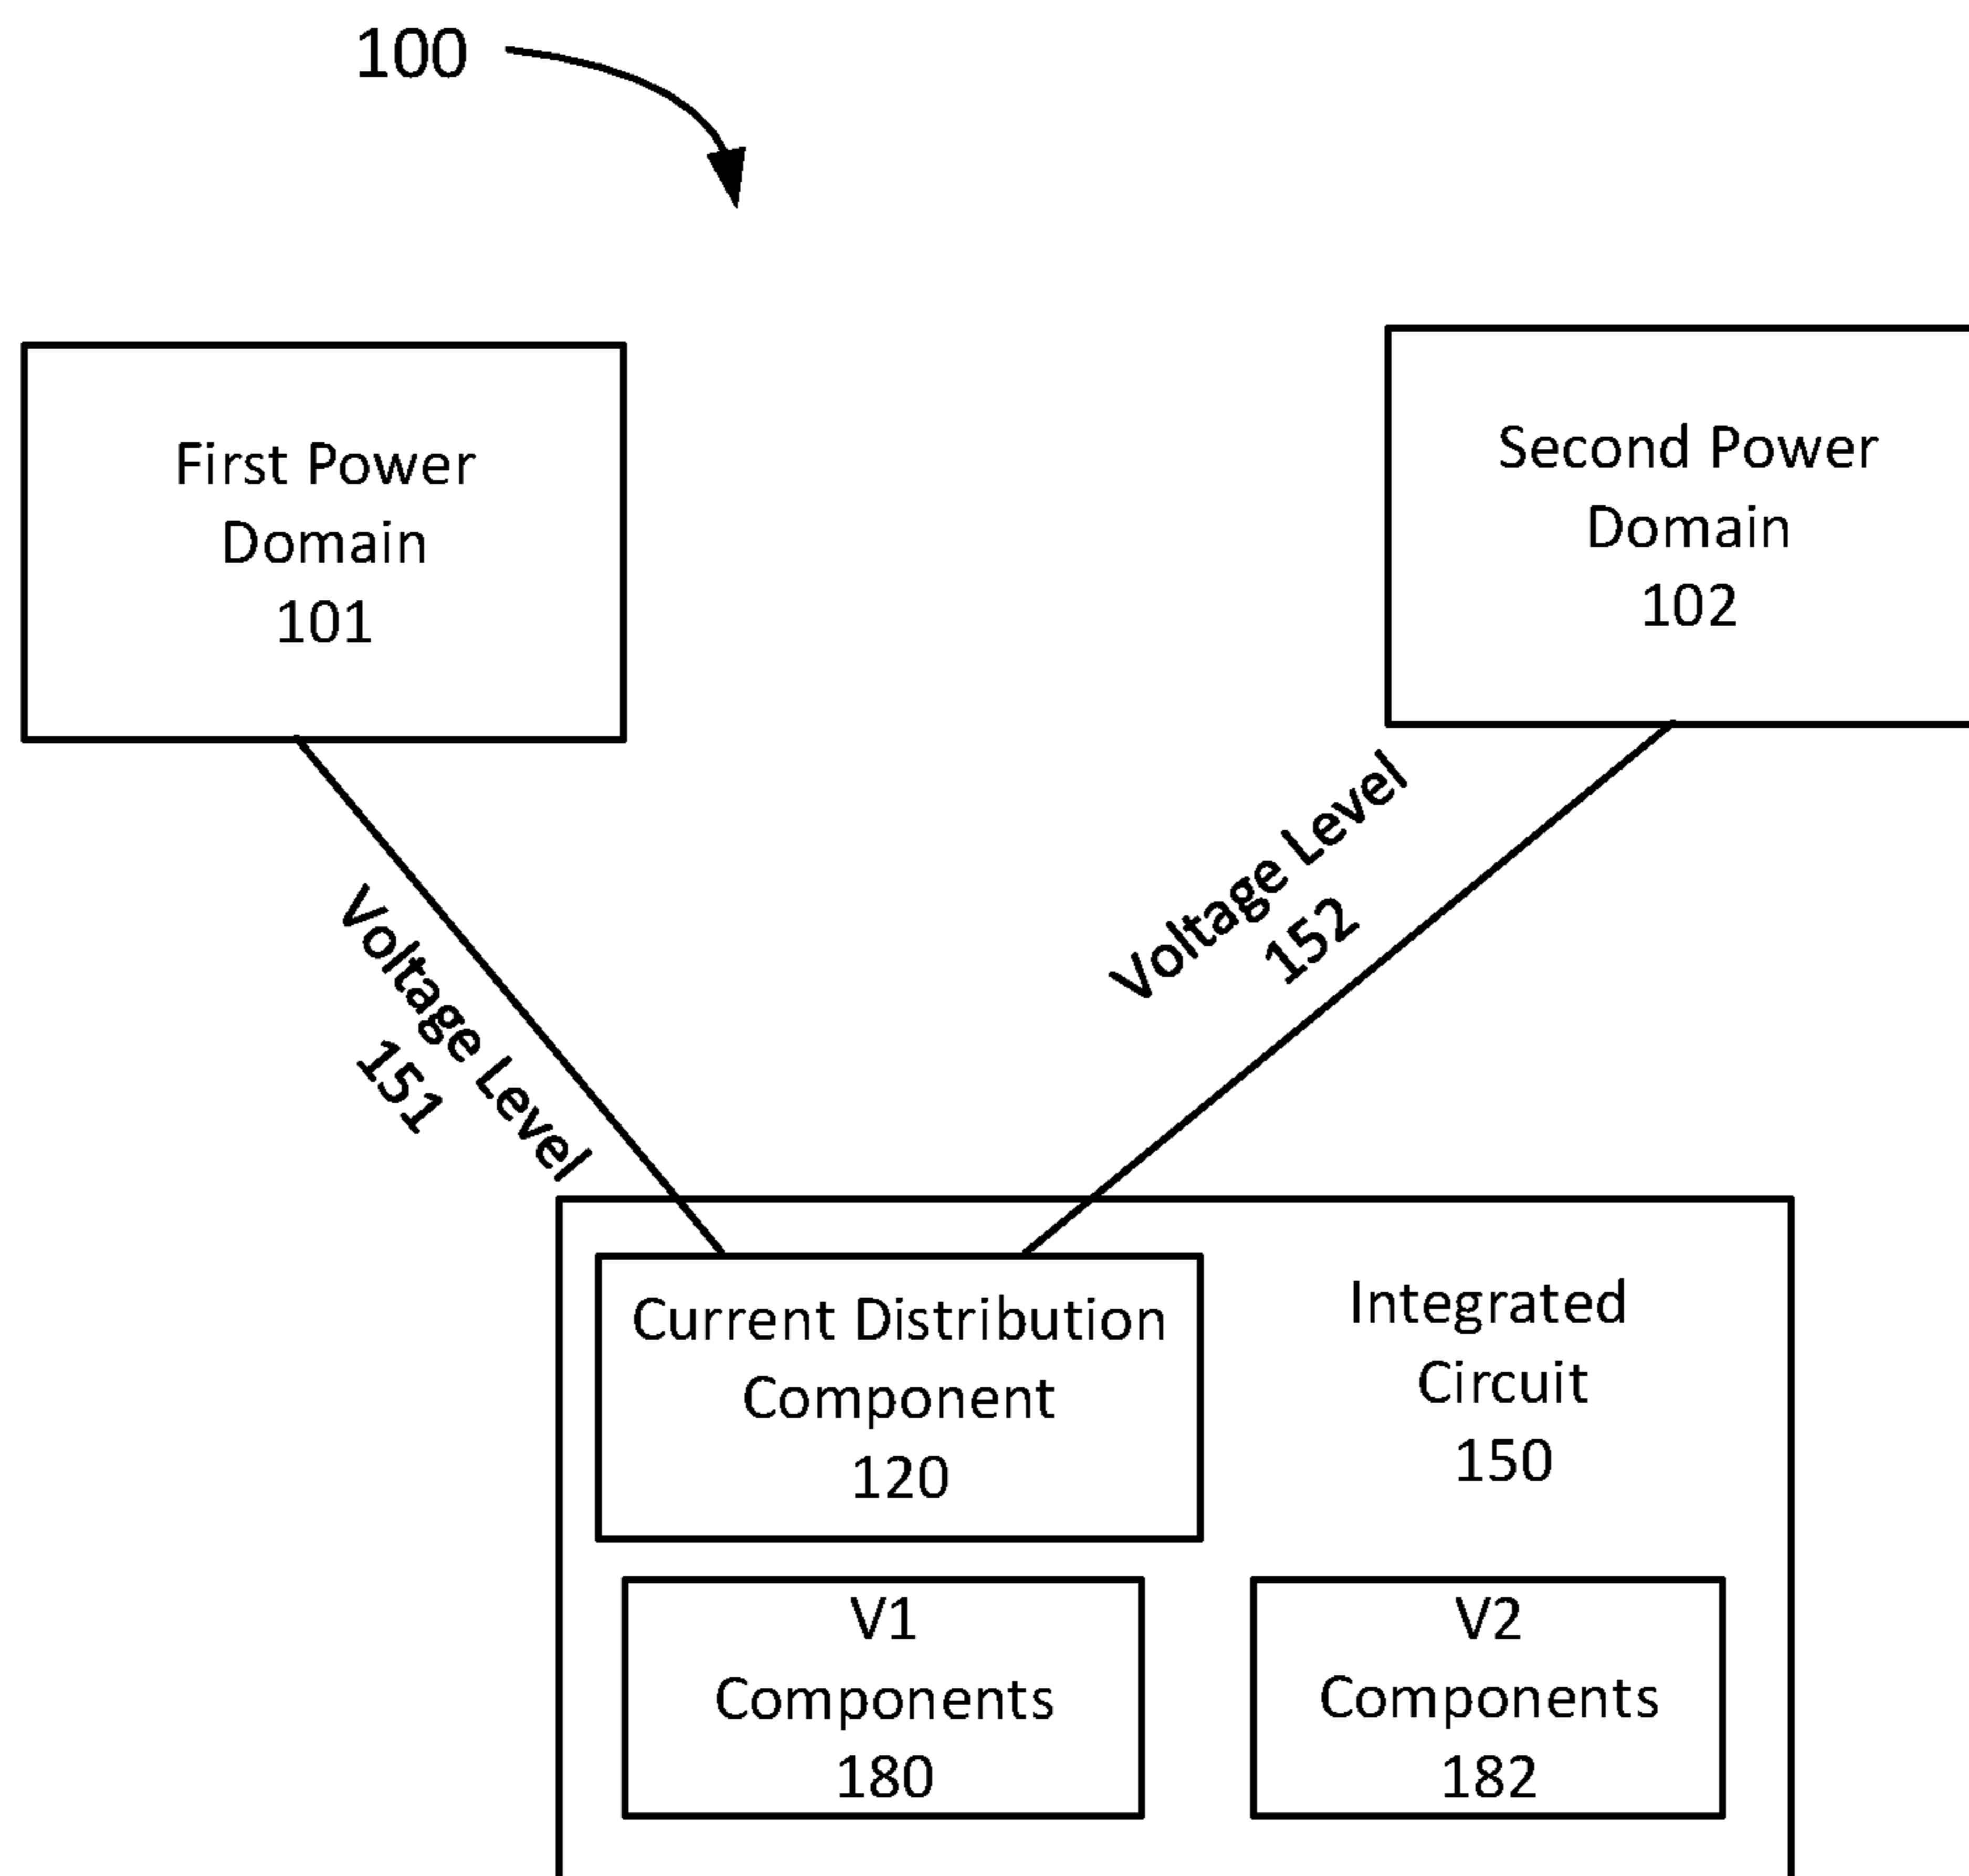 100
First Power
Domain
101
Second Power
Domain
102
Voltage Level
151
Voltage Level
152
Current Distribution
Component
120
Integrated
Circuit
150
V1
Components
180
V2
Components
182